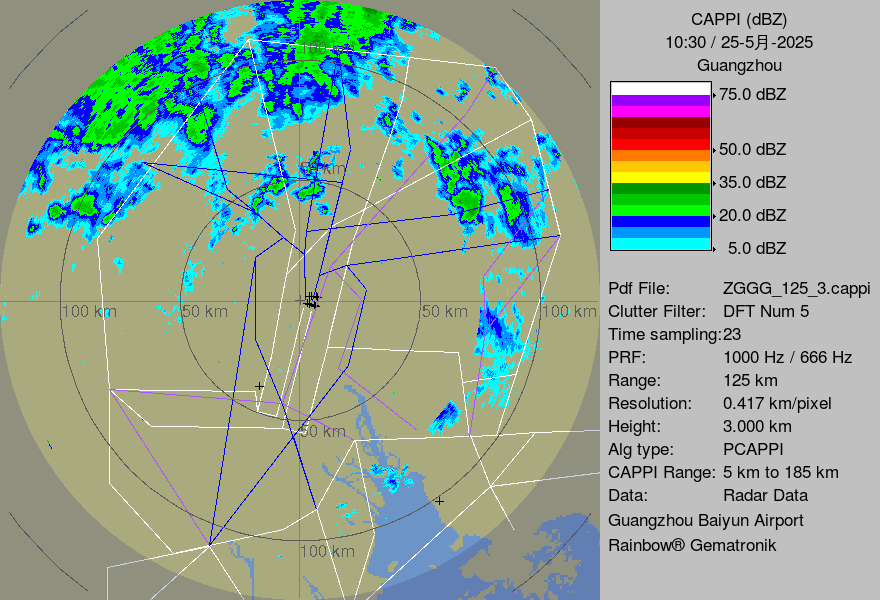 CAPPI (dBZ)
10:30 / 25-5月-2025
Guangzhou
75.0 dBZ
50.0 dBZ
35.0 dBZ
20.0 dBZ
5.0 dBZ
100
km
100 km
50 km
50 km
100 km
50 km
100 km
Pdf File: ZGGG_125_3.cappi
Clutter Filter: DFT Num 5
Time sampling:23
PRF: 1000 Hz / 666 Hz
Range: 125 km
Resolution: 0.417 km/pixel
Height: 3.000 km
Alg type: PCAPPI
CAPPI Range: 5 km to 185 km
Data: Radar Data
Guangzhou Baiyun Airport
Rainbow® Gematronik